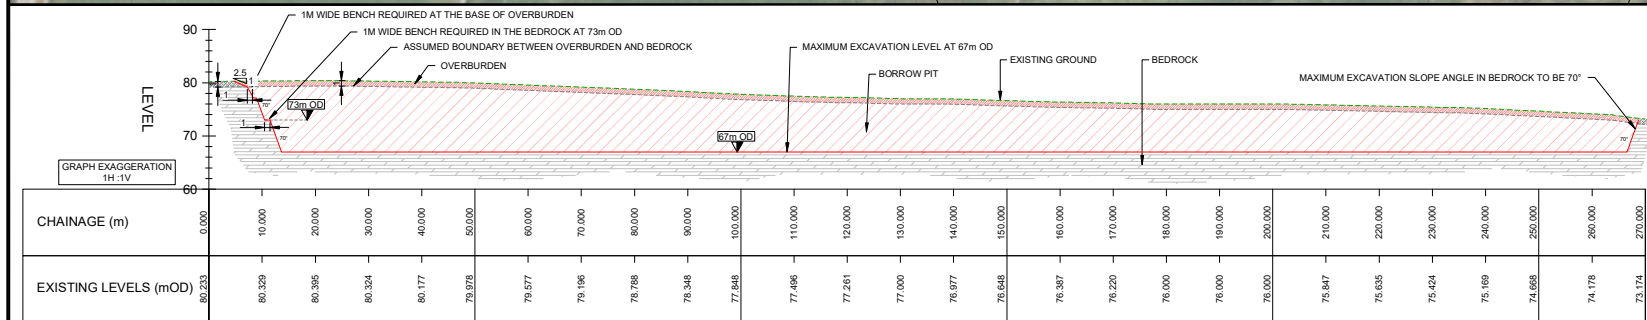 1M WIDE BENCH REQUIRED AT THE BASE OF OVERBURDEN
1M WIDE BENCH REQUIRED IN THE BEDROCK AT 73m OD
ASSUMED BOUNDARY BETWEEN OVERBURDEN AND BEDROCK
OVERBURDEN
MAXIMUM EXCAVATION LEVEL AT 67m OD
BORROW PIT
EXISTING GROUND
BEDROCK
MAXIMUM EXCAVATION SLOPE ANGLE IN BEDROCK TO BE 70°
LEVEL
90
80
70
60
2.5
1
1
1
70°
70°
73m OD
67m OD
70°
GRAPH EXAGGERATION
1H :1V
CHAINAGE (m)
0.000 10.000 20.000 30.000 40.000 50.000 60.000 70.000 80.000 90.000 100.000 110.000 120.000 130.000 140.000 150.000 160.000 170.000 180.000 190.000 200.000 210.000 220.000 230.000 240.000 250.000 260.000 270.000
EXISTING LEVELS (mOD)
80.233 80.329 80.395 80.324 80.177 79.978 79.577 79.196 78.788 78.348 77.848 77.496 77.261 77.000 76.977 76.648 76.387 76.220 76.000 76.000 76.000 75.847 75.635 75.424 75.169 74.668 74.178 73.174